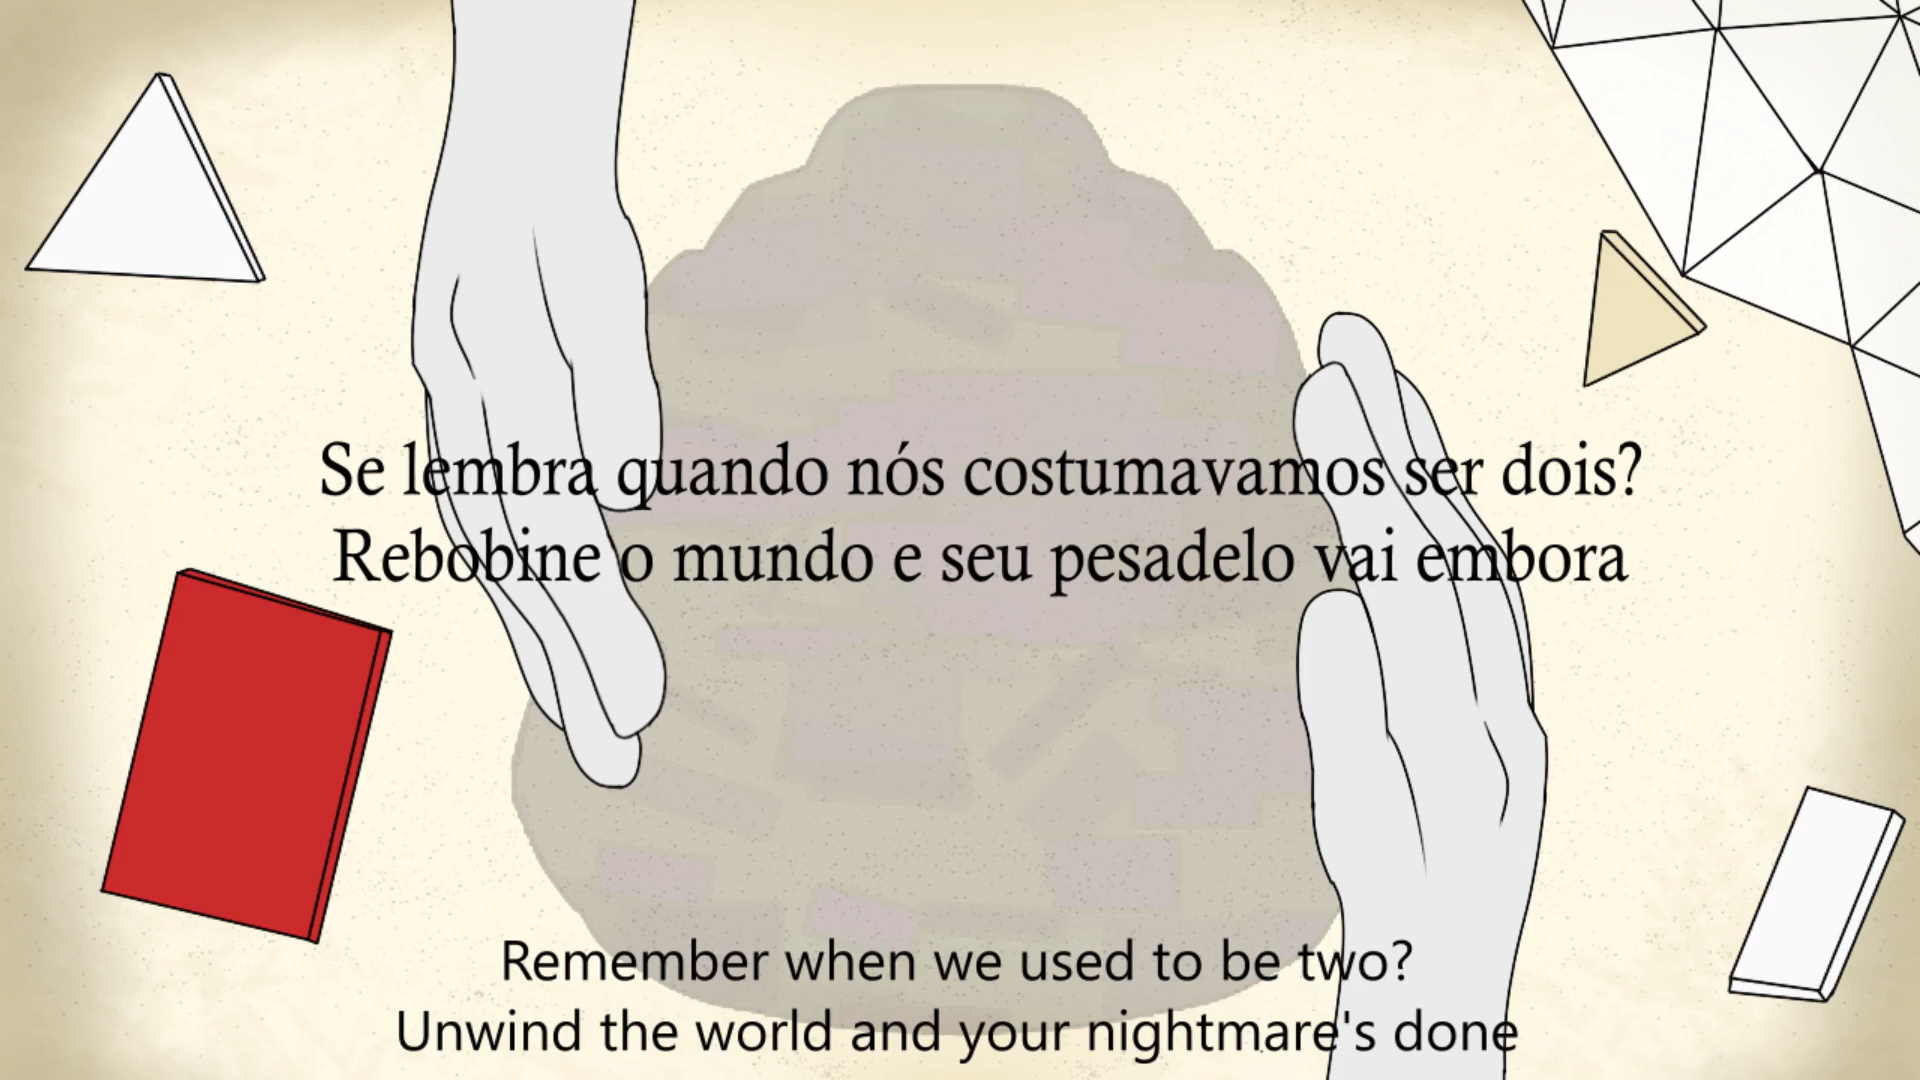 Se lembra quando nós costumavamos ser dois?
Rebobine o mundo e seu pesadelo vai embora
Remember when we used to be two?
Unwind the world and your nightmare's done